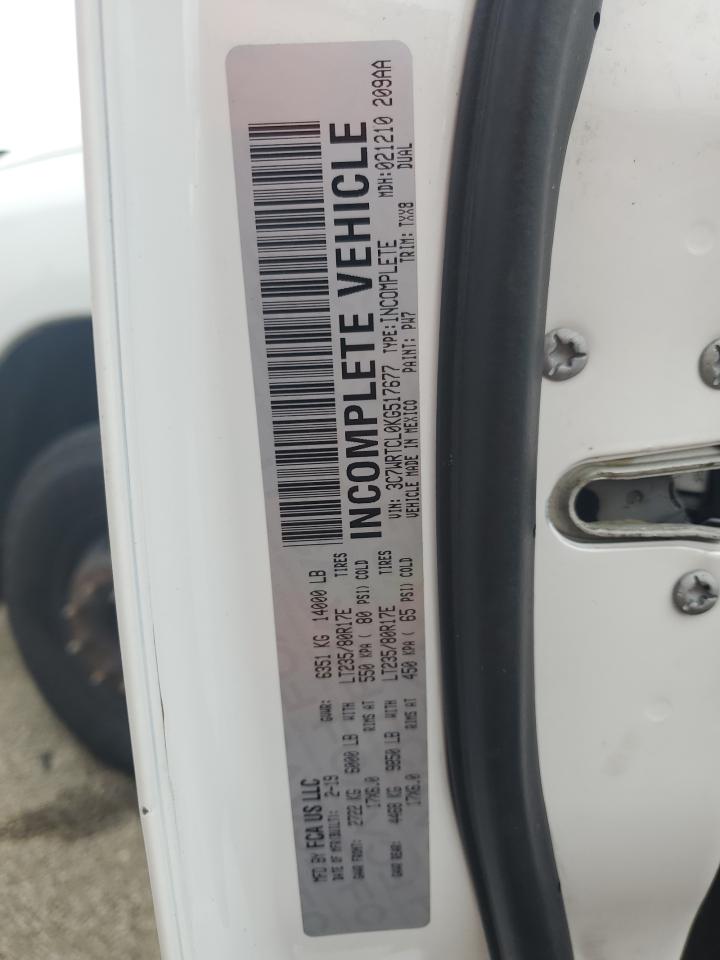 MFD BY FCA US LLC
DATE OF MFR(BUILT): 2-19 GVWR: 6351 KG 14000 LB
GAWR FRONT: 2722 KG 6000 LB WITH LT235/80R17E TIRES
17X6.0 RIMS AT 550 KPA ( 80 PSI) COLD
GAWR REAR: 4468 KG 9850 LB WITH LT235/80R17E TIRES
17X6.0 RIMS AT 450 KPA ( 65 PSI) COLD
INCOMPLETE VEHICLE MDH:021210 209AA
VIN: 3C7WRTCL0KG517677 TYPE:INCOMPLETE DUAL
VEHICLE MADE IN MEXICO PAINT: PW7 TRIM: TXX8